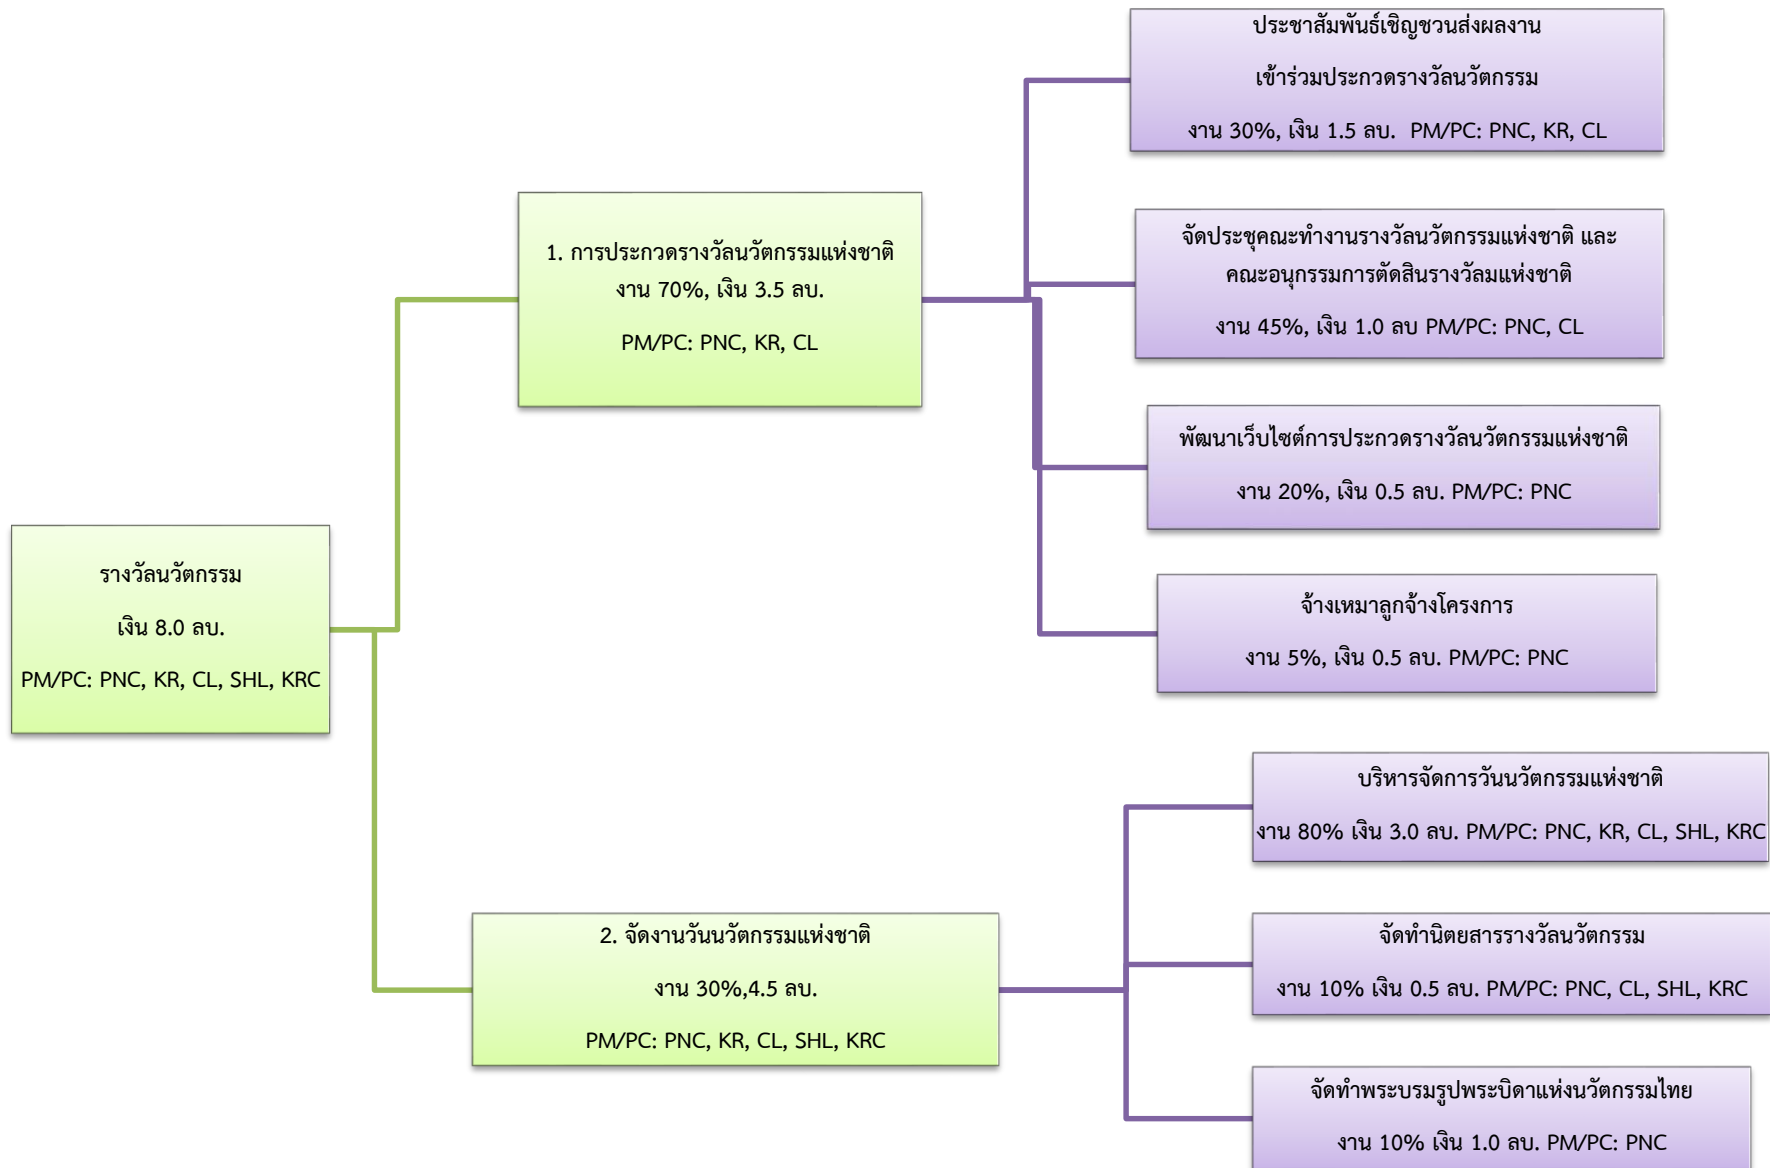 รางวัลนวัตกรรม
เงิน 8.0 ลบ.
PM/PC: PNC, KR, CL, SHL, KRC
1. การประกวดรางวัลนวัตกรรมแห่งชาติ
งาน 70%, เงิน 3.5 ลบ.
PM/PC: PNC, KR, CL
ประชาสัมพันธ์เชิญชวนส่งผลงาน
เข้าร่วมประกวดรางวัลนวัตกรรม
งาน 30%, เงิน 1.5 ลบ. PM/PC: PNC, KR, CL
จัดประชุคณะทำงานรางวัลนวัตกรรมแห่งชาติ และ
คณะอนุกรรมการตัดสินรางวัลมแห่งชาติ
งาน 45%, เงิน 1.0 ลบ PM/PC: PNC, CL
พัฒนาเว็บไซต์การประกวดรางวัลนวัตกรรมแห่งชาติ
งาน 20%, เงิน 0.5 ลบ. PM/PC: PNC
จ้างเหมาลูกจ้างโครงการ
งาน 5%, เงิน 0.5 ลบ. PM/PC: PNC
2. จัดงานวันนวัตกรรมแห่งชาติ
งาน 30%,4.5 ลบ.
PM/PC: PNC, KR, CL, SHL, KRC
บริหารจัดการวันนวัตกรรมแห่งชาติ
งาน 80% เงิน 3.0 ลบ. PM/PC: PNC, KR, CL, SHL, KRC
จัดทำนิตยสารรางวัลนวัตกรรม
งาน 10% เงิน 0.5 ลบ. PM/PC: PNC, CL, SHL, KRC
จัดทำพระบรมรูปพระบิดาแห่งนวัตกรรมไทย
งาน 10% เงิน 1.0 ลบ. PM/PC: PNC